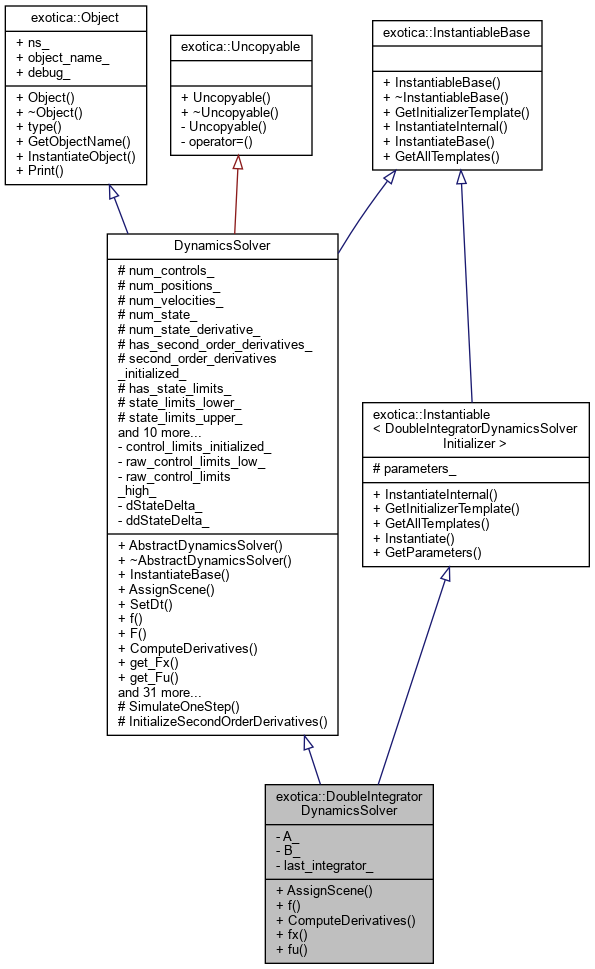 exotica::Object
+ ns_
+ object_name_
+ debug_
+ Object()
+ ~Object()
+ type()
+ GetObjectName()
+ InstantiateObject()
+ Print()
exotica::Uncopyable
+ Uncopyable()
+ ~Uncopyable()
- Uncopyable()
- operator=()
exotica::InstantiableBase
+ InstantiableBase()
+ ~InstantiableBase()
+ GetInitializerTemplate()
+ InstantiateInternal()
+ InstantiateBase()
+ GetAllTemplates()
DynamicsSolver
# num_controls_
# num_positions_
# num_velocities_
# num_state_
# num_state_derivative_
# has_second_order_derivatives_
# second_order_derivatives
_initialized_
# has_state_limits_
# state_limits_lower_
# state_limits_upper_
and 10 more...
- control_limits_initialized_
- raw_control_limits_low_
- raw_control_limits
_high_
- dStateDelta_
- ddStateDelta_
+ AbstractDynamicsSolver()
+ ~AbstractDynamicsSolver()
+ InstantiateBase()
+ AssignScene()
+ SetDt()
+ f()
+ F()
+ ComputeDerivatives()
+ get_Fx()
+ get_Fu()
and 31 more...
# SimulateOneStep()
# InitializeSecondOrderDerivatives()
exotica::Instantiable
< DoubleIntegratorDynamicsSolver
Initializer >
# parameters_
+ InstantiateInternal()
+ GetInitializerTemplate()
+ GetAllTemplates()
+ Instantiate()
+ GetParameters()
exotica::DoubleIntegrator
DynamicsSolver
- A_
- B_
- last_integrator_
+ AssignScene()
+ f()
+ ComputeDerivatives()
+ fx()
+ fu()